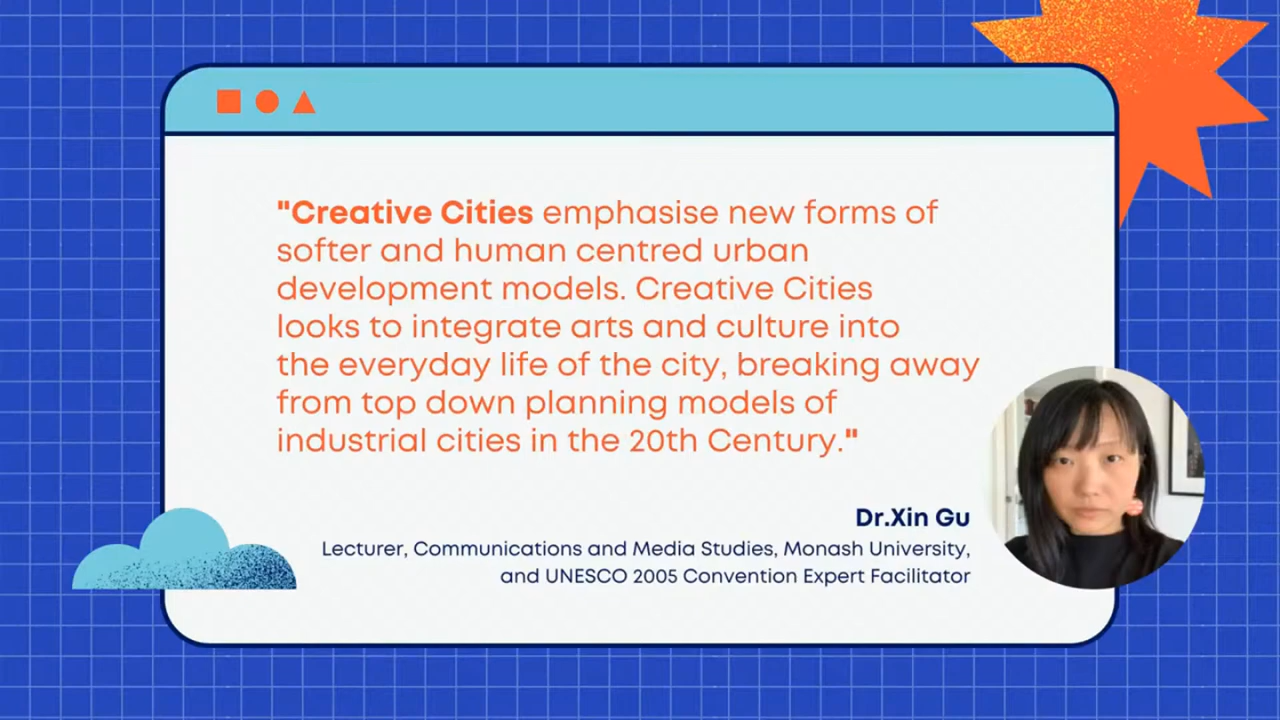 "Creative Cities emphasise new forms of
softer and human centred urban
development models. Creative Cities
looks to integrate arts and culture into
the everyday life of the city, breaking away
from top down planning models of
industrial cities in the 20th Century."
Dr.Xin Gu
Lecturer, Communications and Media Studies, Monash University,
and UNESCO 2005 Convention Expert Facilitator